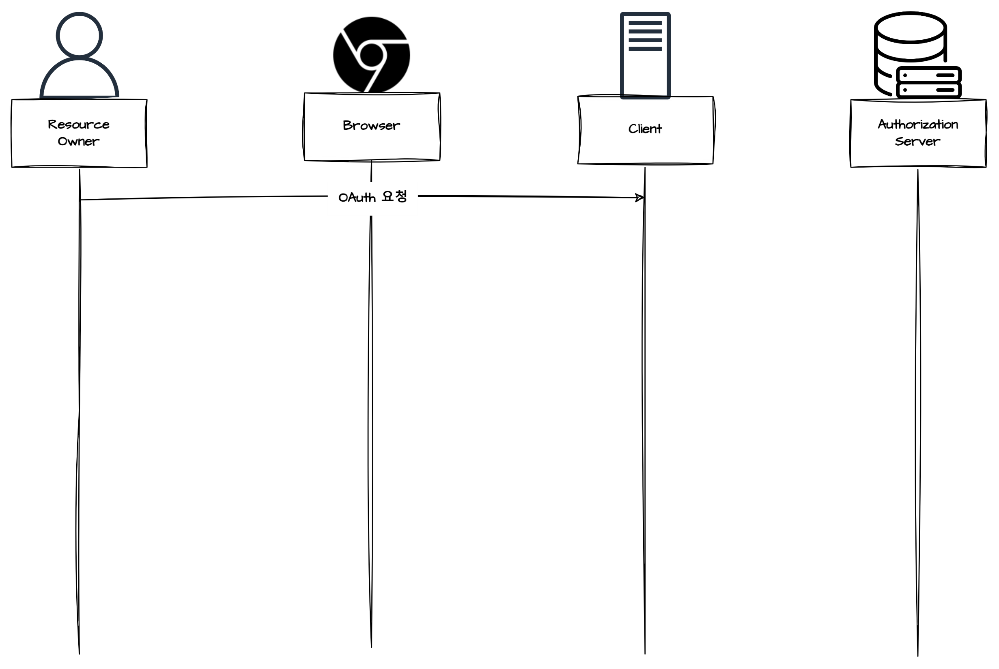 Resource
Owner
Browser
Client
Authorization
Server
OAuth 요청